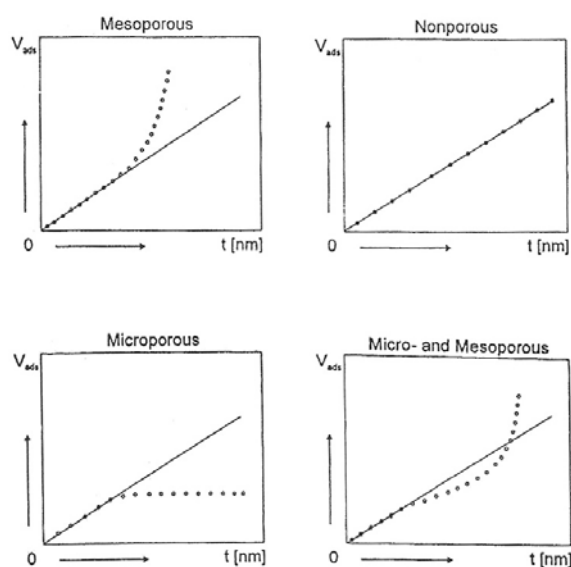 Mesoporous
Vads
0
t [nm]
Nonporous
Vads
0
t [nm]
Microporous
Vads
0
t [nm]
Micro- and Mesoporous
Vads
0
t [nm]